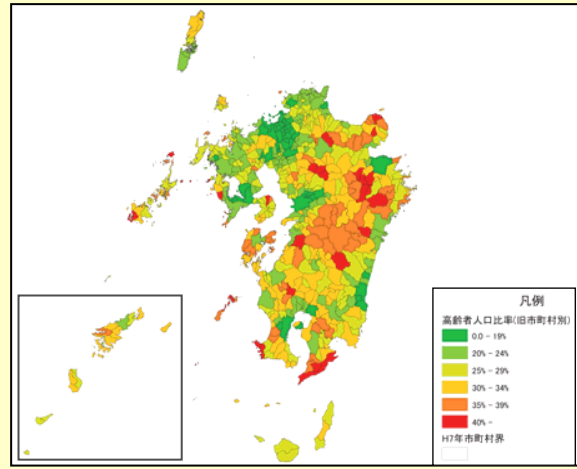 凡例
高齢者人口比率(旧市町村別)
0.0 - 19%
20% - 24%
25% - 29%
30% - 34%
35% - 39%
40% -
H7年市町村界